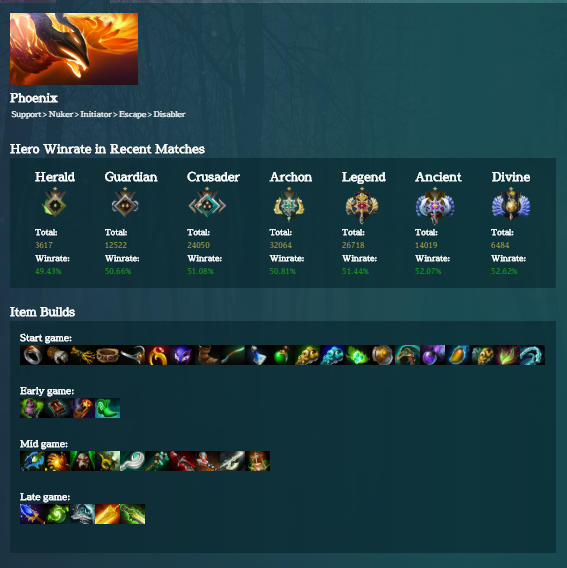 Phoenix
Support > Nuker > Initiator > Escape > Disabler
Hero Winrate in Recent Matches
Herald Guardian Crusader Archon Legend Ancient Divine
Total: Total: Total: Total: Total: Total: Total:
3617 12522 24050 32064 26718 14019 6484
Winrate: Winrate: Winrate: Winrate: Winrate: Winrate: Winrate:
49.43% 50.66% 51.08% 50.81% 51.44% 52.07% 52.62%
Item Builds
Start game:
Early game:
Mid game:
Late game: